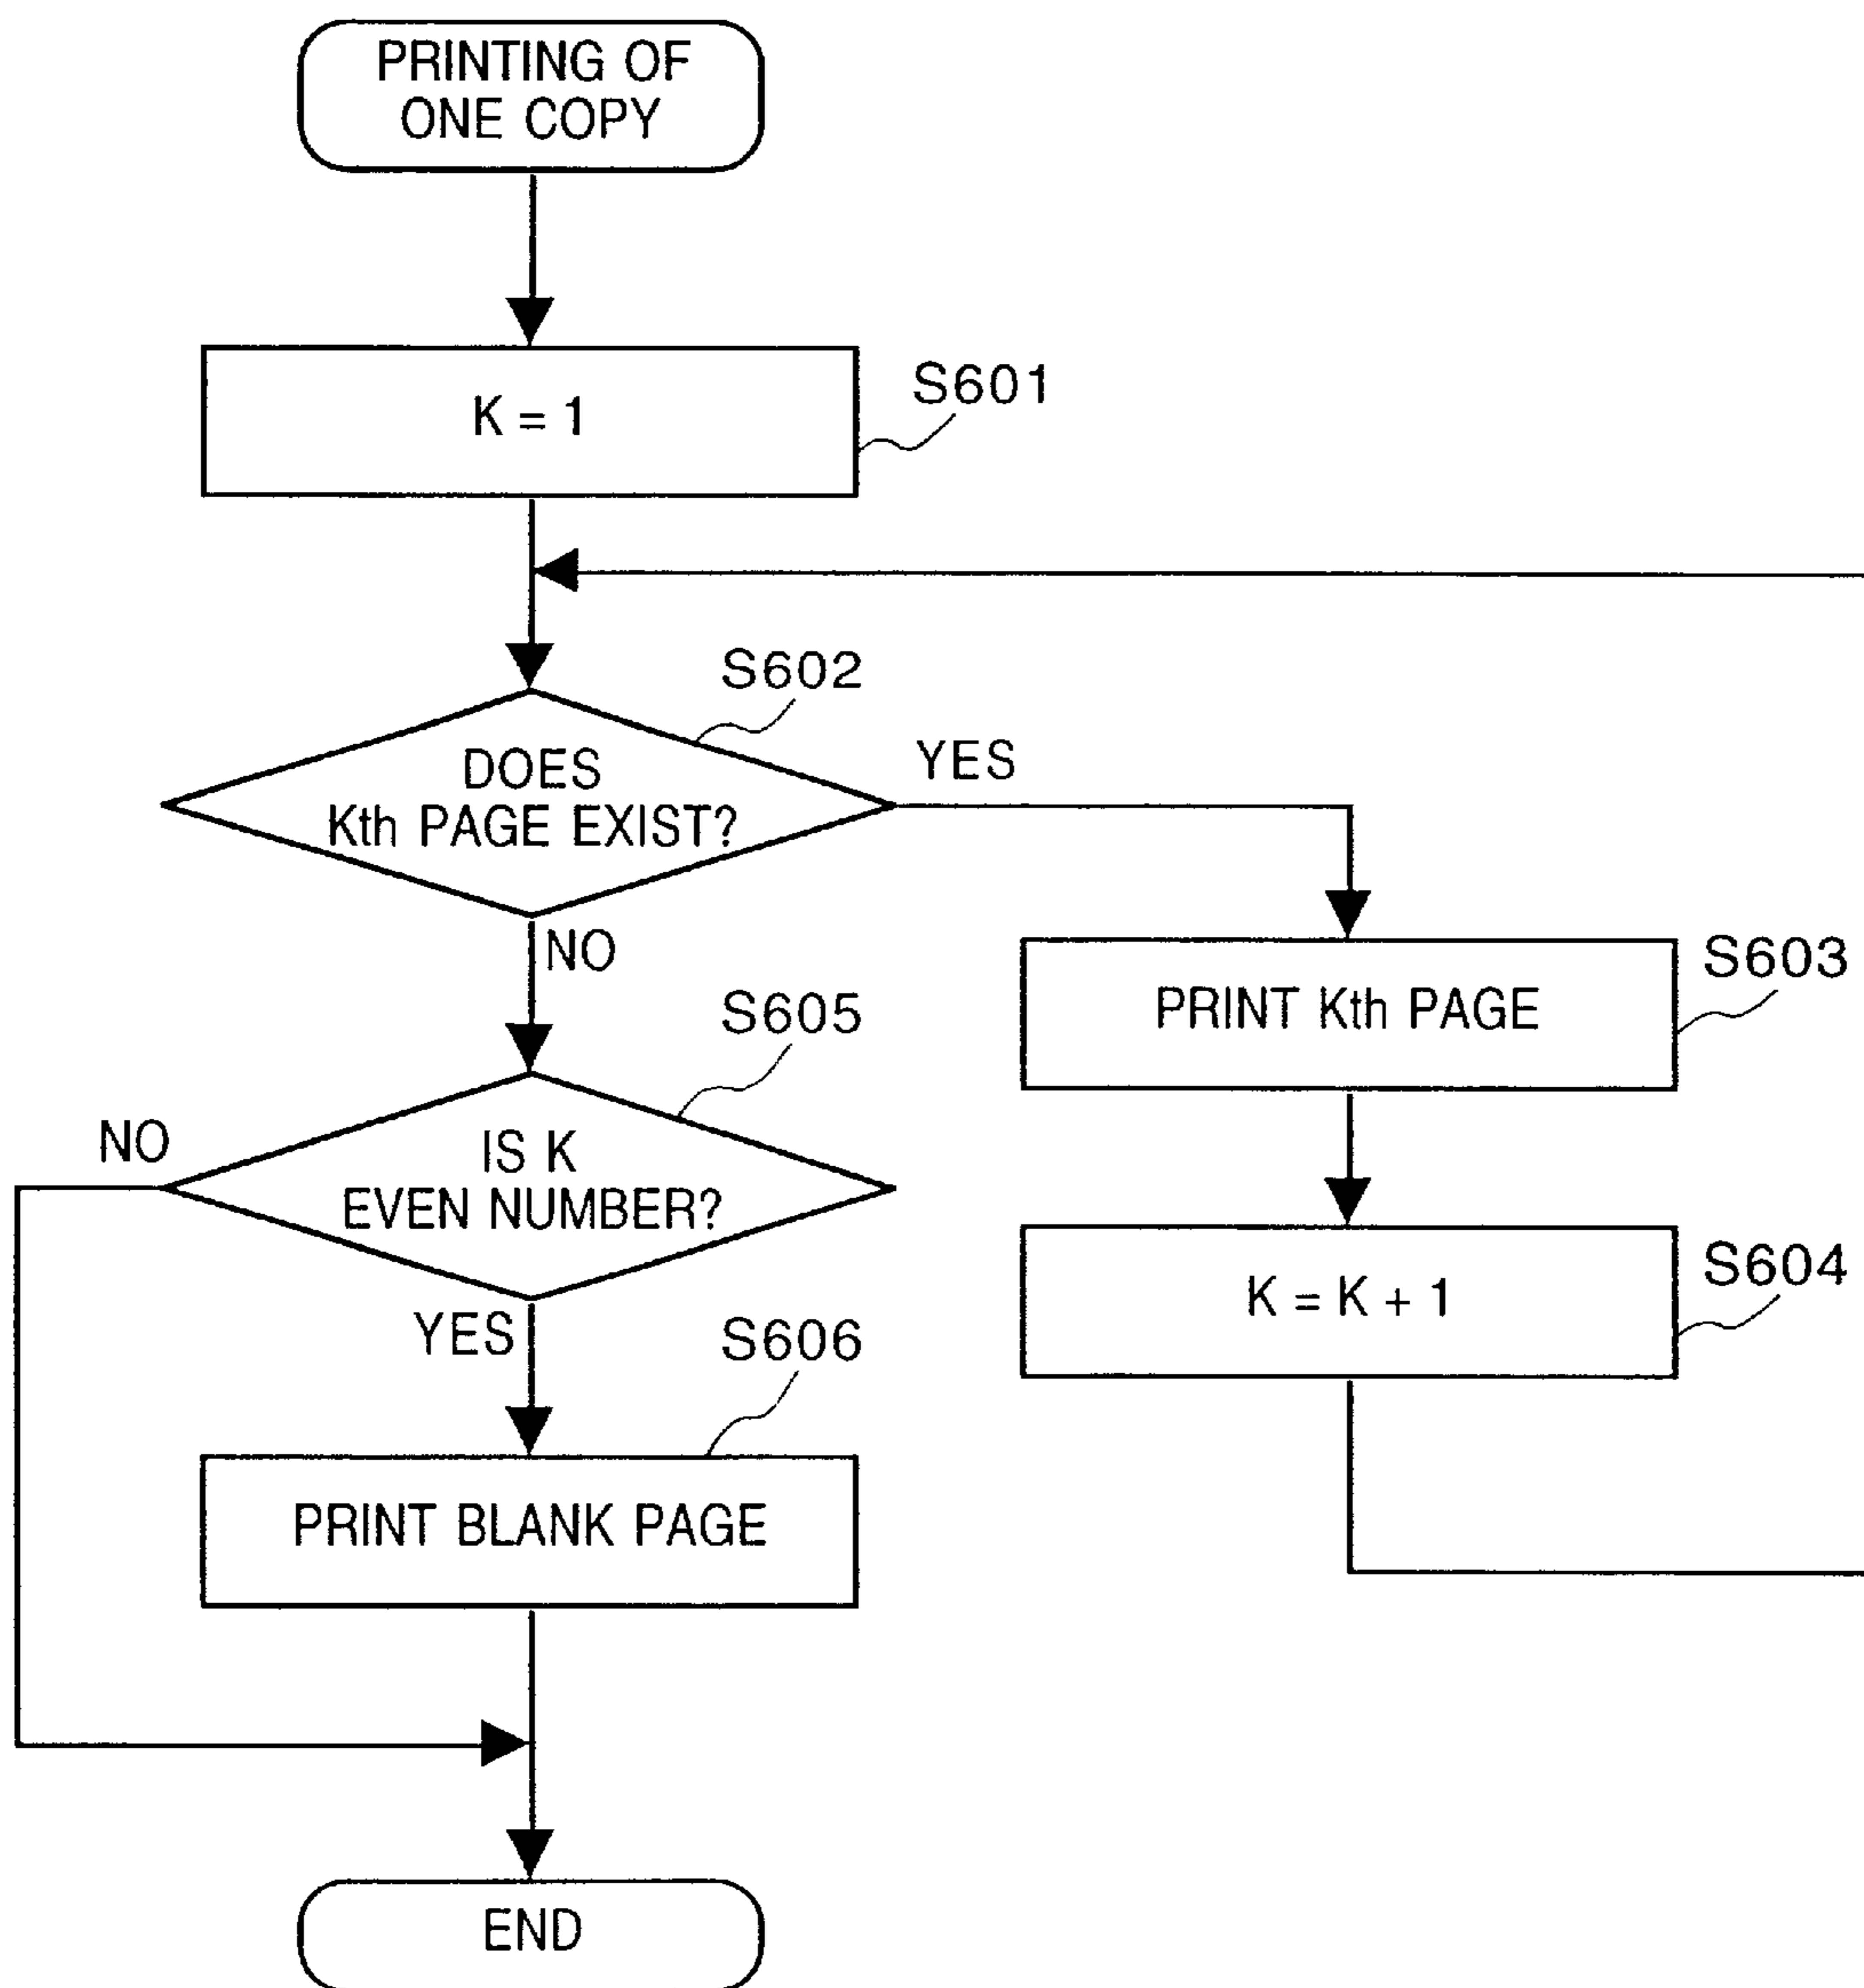 PRINTING OF
ONE COPY
K = 1
S601
S602
DOES
Kth PAGE EXIST?
YES
NO
S603
PRINT Kth PAGE
S605
NO
IS K
EVEN NUMBER?
S604
K = K + 1
YES
S606
PRINT BLANK PAGE
END